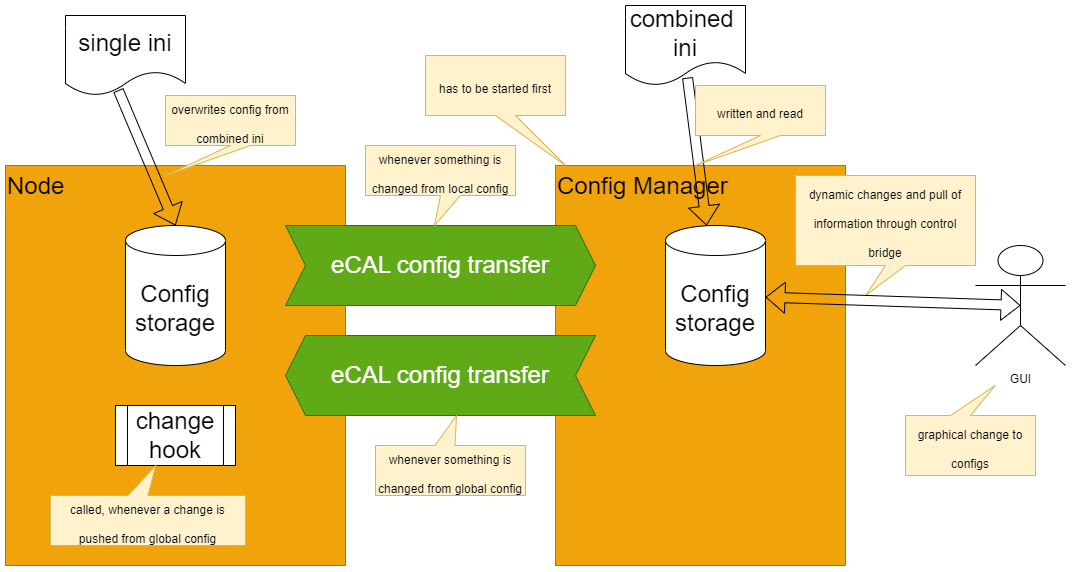 single ini
combined
ini
has to be started first
overwrites config from
combined ini
written and read
whenever something is
changed from local config
Node
Config Manager
dynamic changes and pull of
information through control
bridge
eCAL config transfer
Config
storage
Config
storage
eCAL config transfer
GUI
change
hook
graphical change to
configs
whenever something is
changed from global config
called, whenever a change is
pushed from global config